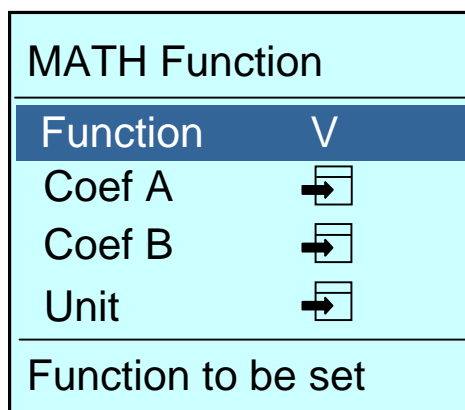 MATH Function
Function V
Coef A
Coef B
Unit
Function to be set